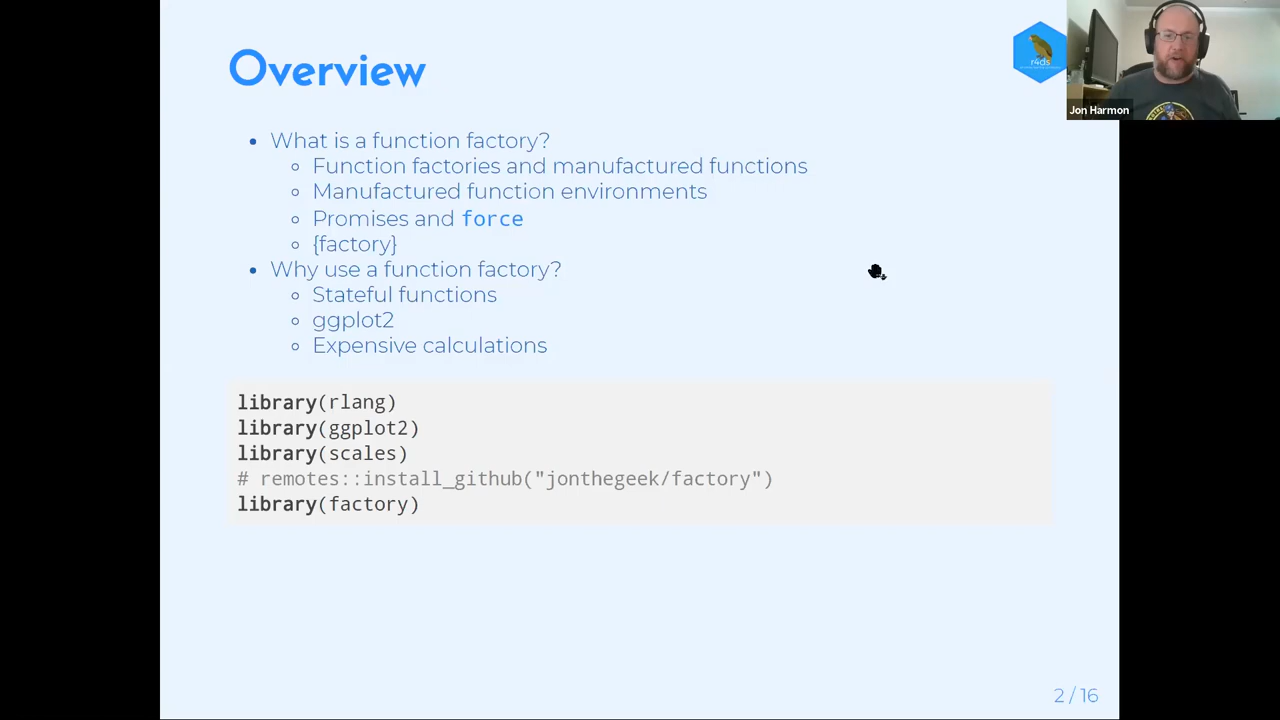 Overview
r4ds
Jon Harmon
What is a function factory?
Function factories and manufactured functions
Manufactured function environments
Promises and force
{factory}
Why use a function factory?
Stateful functions
ggplot2
Expensive calculations
library(rlang)
library(ggplot2)
library(scales)
# remotes::install_github("jonthegeek/factory")
library(factory)
2 / 16